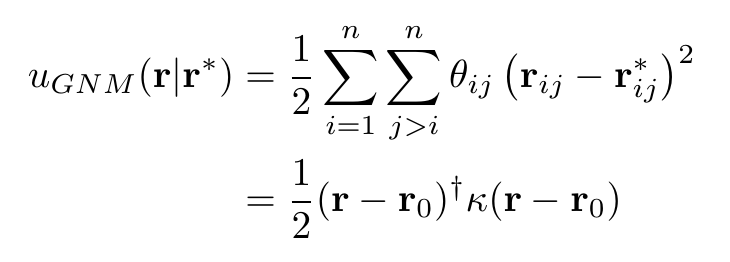 u_{GNM}(\mathbf{r}|\mathbf{r}^*) = \frac{1}{2} \sum_{i=1}^{n} \sum_{j>i}^{n} \theta_{ij} \left( \mathbf{r}_{ij} - \mathbf{r}_{ij}^* \right)^2
= \frac{1}{2} (\mathbf{r} - \mathbf{r}_0)^\dagger \kappa (\mathbf{r} - \mathbf{r}_0)